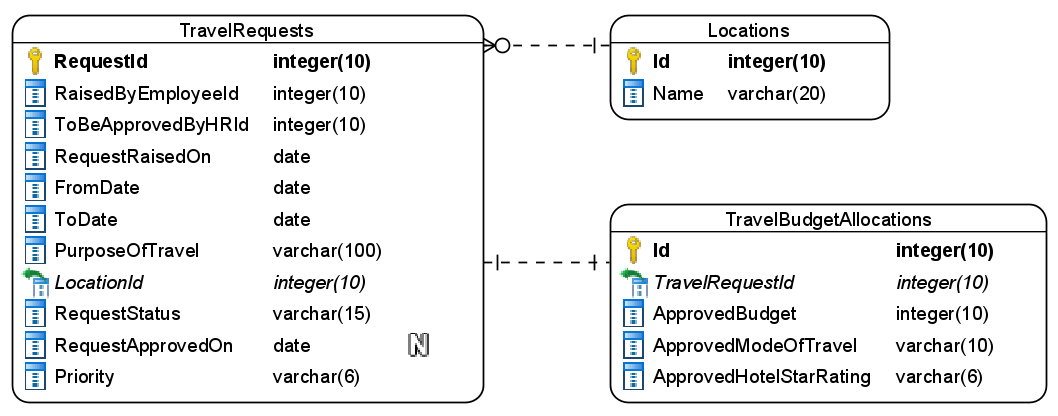 TravelRequests
RequestId integer(10)
RaisedByEmployeeId integer(10)
ToBeApprovedByHRId integer(10)
RequestRaisedOn date
FromDate date
ToDate date
PurposeOfTravel varchar(100)
LocationId integer(10)
RequestStatus varchar(15)
RequestApprovedOn date N
Priority varchar(6)
Locations
Id integer(10)
Name varchar(20)
TravelBudgetAllocations
Id integer(10)
TravelRequestId integer(10)
ApprovedBudget integer(10)
ApprovedModeOfTravel varchar(10)
ApprovedHotelStarRating varchar(6)